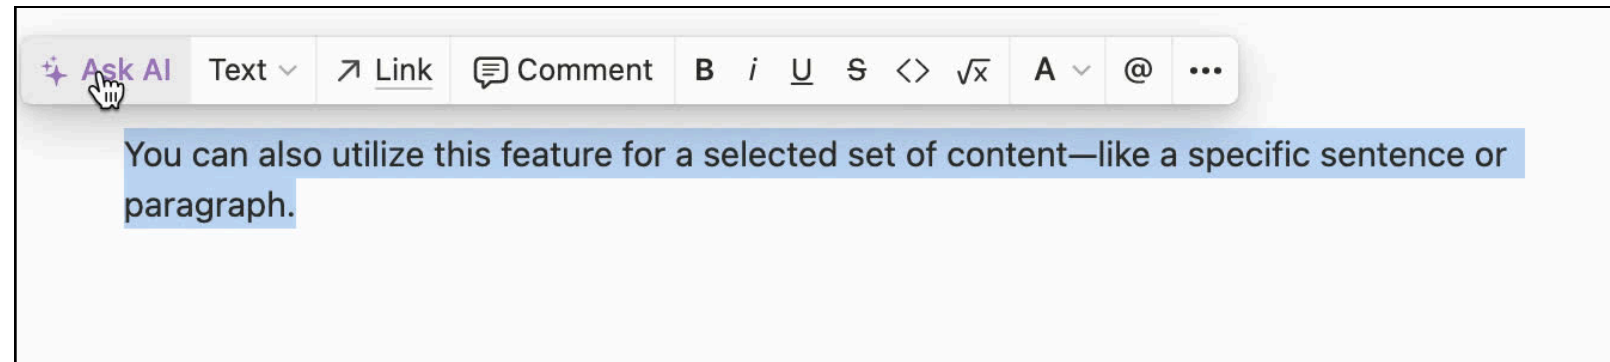 Ask AI Text Link Comment B i U S <> √x A @ •••
You can also utilize this feature for a selected set of content—like a specific sentence or
paragraph.